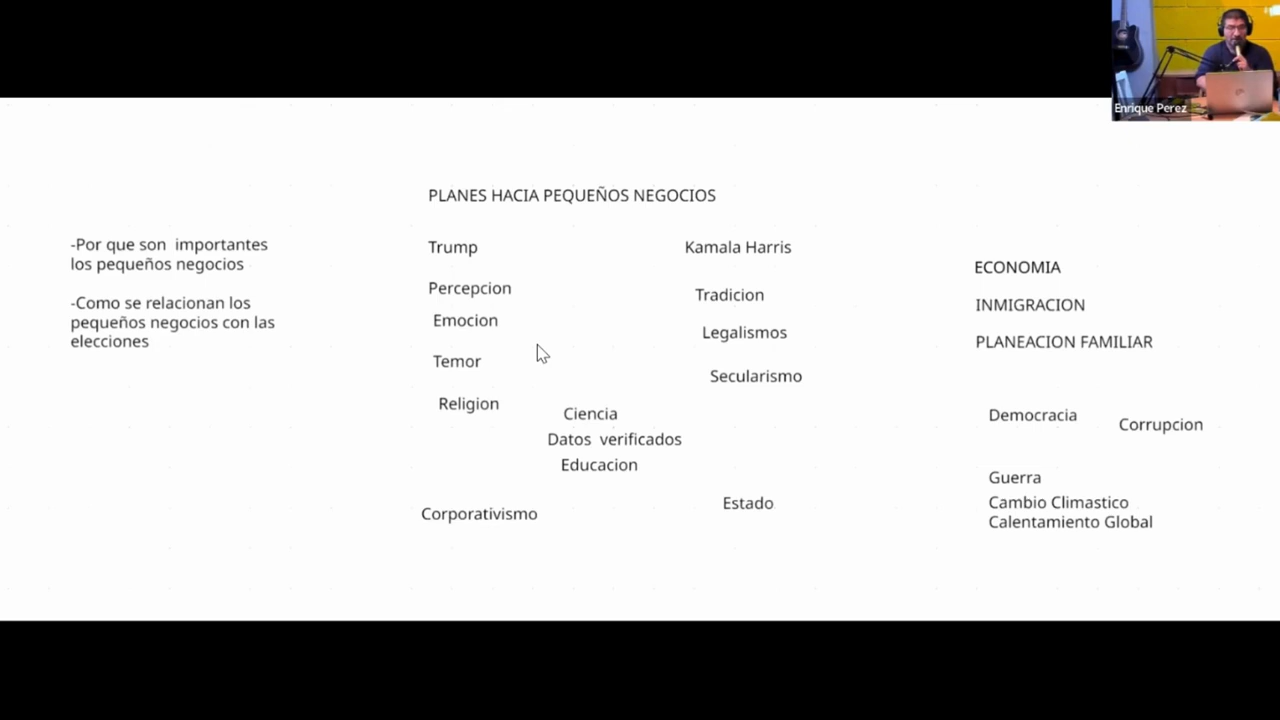 Enrique Perez
PLANES HACIA PEQUEÑOS NEGOCIOS
-Por que son importantes
los pequeños negocios
-Como se relacionan los
pequeños negocios con las
elecciones
Trump
Percepcion
Emocion
Temor
Religion
Ciencia
Datos verificados
Educacion
Corporativismo
Kamala Harris
Tradicion
Legalismos
Secularismo
Estado
ECONOMIA
INMIGRACION
PLANEACION FAMILIAR
Democracia
Corrupcion
Guerra
Cambio Climastico
Calentamiento Global